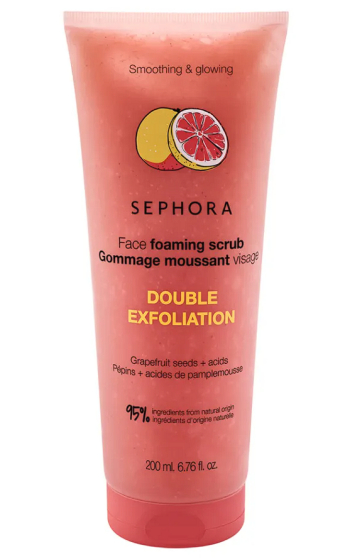 Smoothing & glowing
SEPHORA
Face foaming scrub
Gommage moussant visage
DOUBLE
EXFOLIATION
Grapefruit seeds + acids
Pépins + acides de pamplemousse
95% ingredients from natural origin
ingrédients d'origine naturelle
200 ml. 6.76 fl. oz.